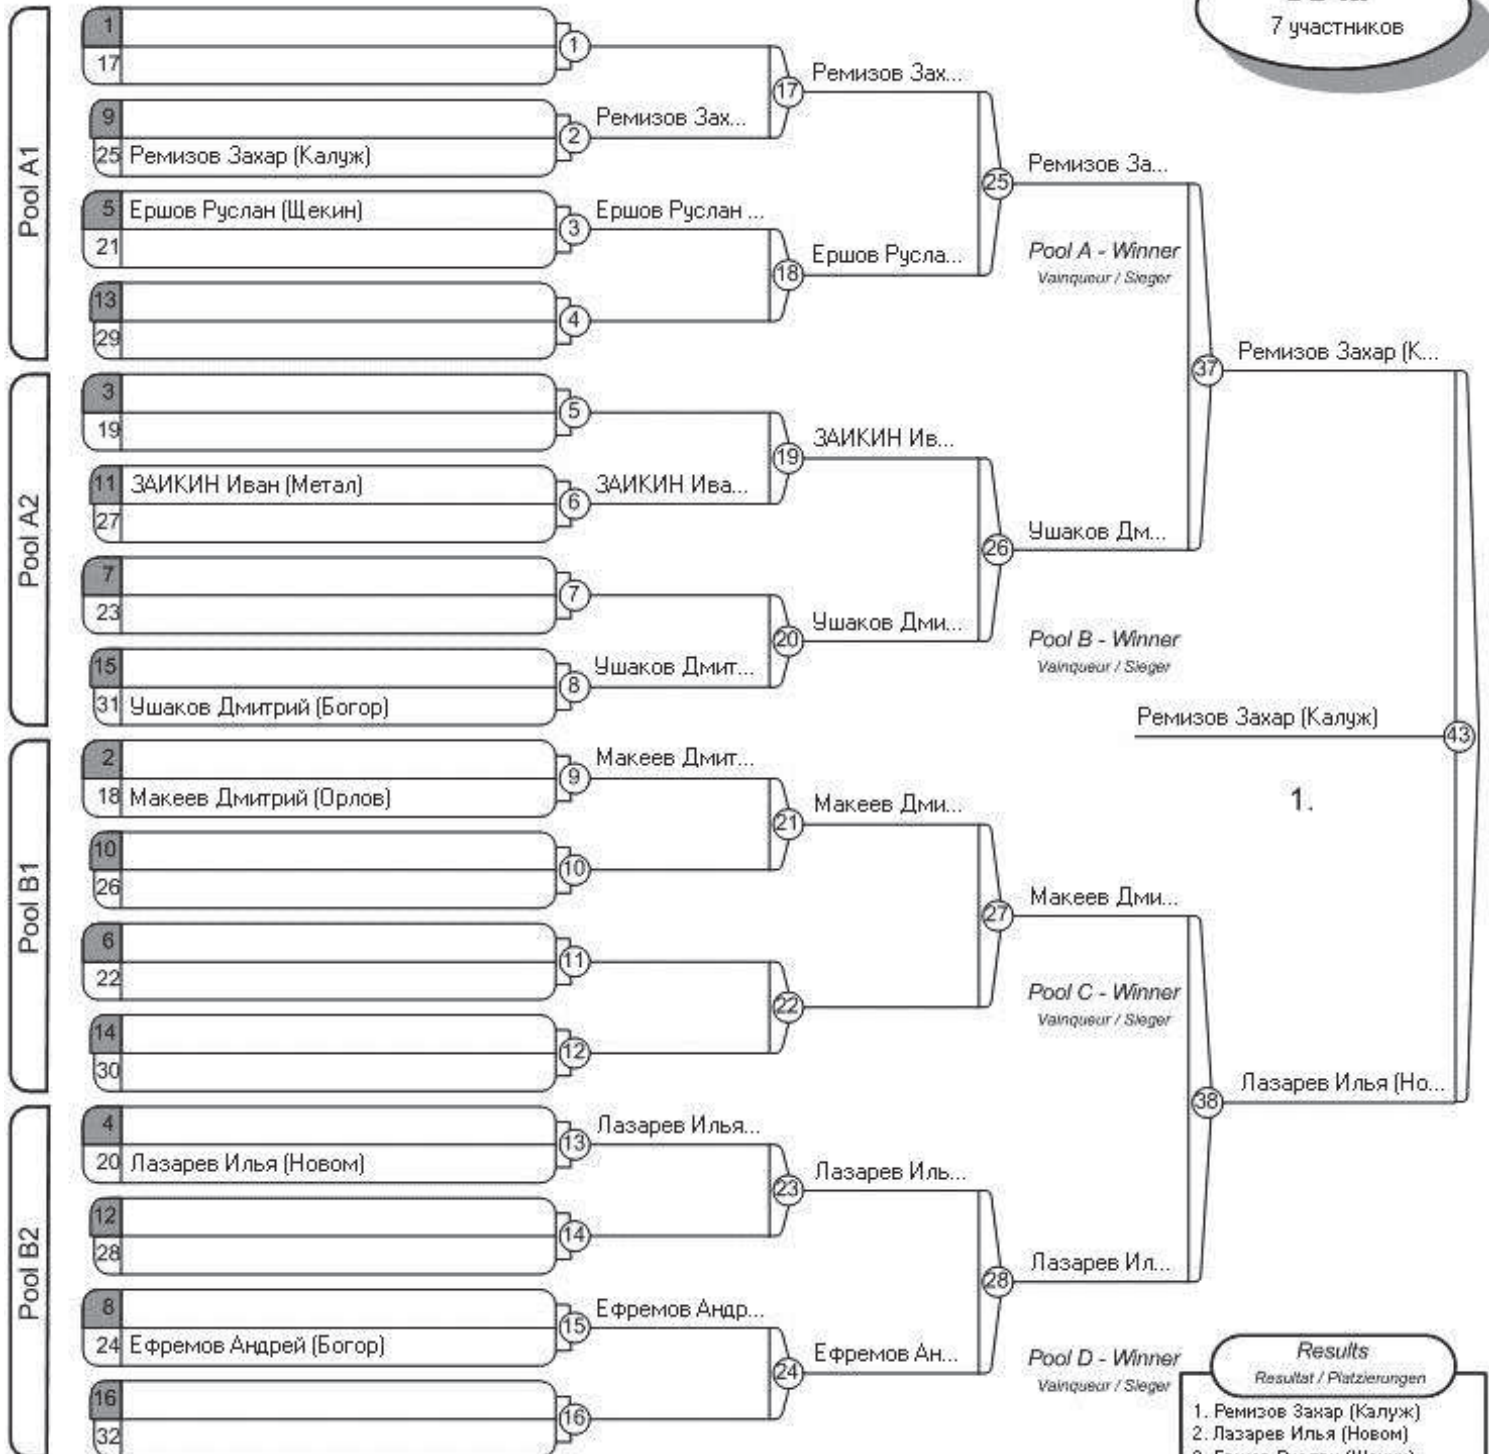 7 участников
Pool A1
1
17
1
9
25 Ремизов Захар (Калуж)
2
Ремизов Зах...
17
Ремизов Зах...
5 Ершов Руслан (Щекин)
21
3
Ершов Руслан ...
13
29
4
18
Ершов Русла...
25
Ремизов За...
Pool A - Winner
Vainqueur / Sieger
Pool A2
3
19
5
11 ЗАИКИН Иван (Метал)
27
6
ЗАИКИН Ива...
19
ЗАИКИН Ив...
7
23
7
15
31 Ушаков Дмитрий (Богор)
8
Ушаков Дмит...
20
Ушаков Дми...
26
Ушаков Дм...
Pool B - Winner
Vainqueur / Sieger
37
Ремизов Захар (К...
Pool B1
2
18 Макеев Дмитрий (Орлов)
9
Макеев Дмит...
10
26
10
21
Макеев Дми...
6
22
11
14
30
12
22
27
Макеев Дми...
Pool C - Winner
Vainqueur / Sieger
Pool B2
4
20 Лазарев Илья (Новом)
13
Лазарев Илья...
12
28
14
23
Лазарев Иль...
8
24 Ефремов Андрей (Богор)
15
Ефремов Андр...
16
32
16
24
Ефремов Ан...
28
Лазарев Ил...
Pool D - Winner
Vainqueur / Sieger
38
Лазарев Илья (Но...
43
Ремизов Захар (Калуж)
1.
Results
Resultat / Platzierungen
1. Ремизов Захар (Калуж)
2. Лазарев Илья (Новом)